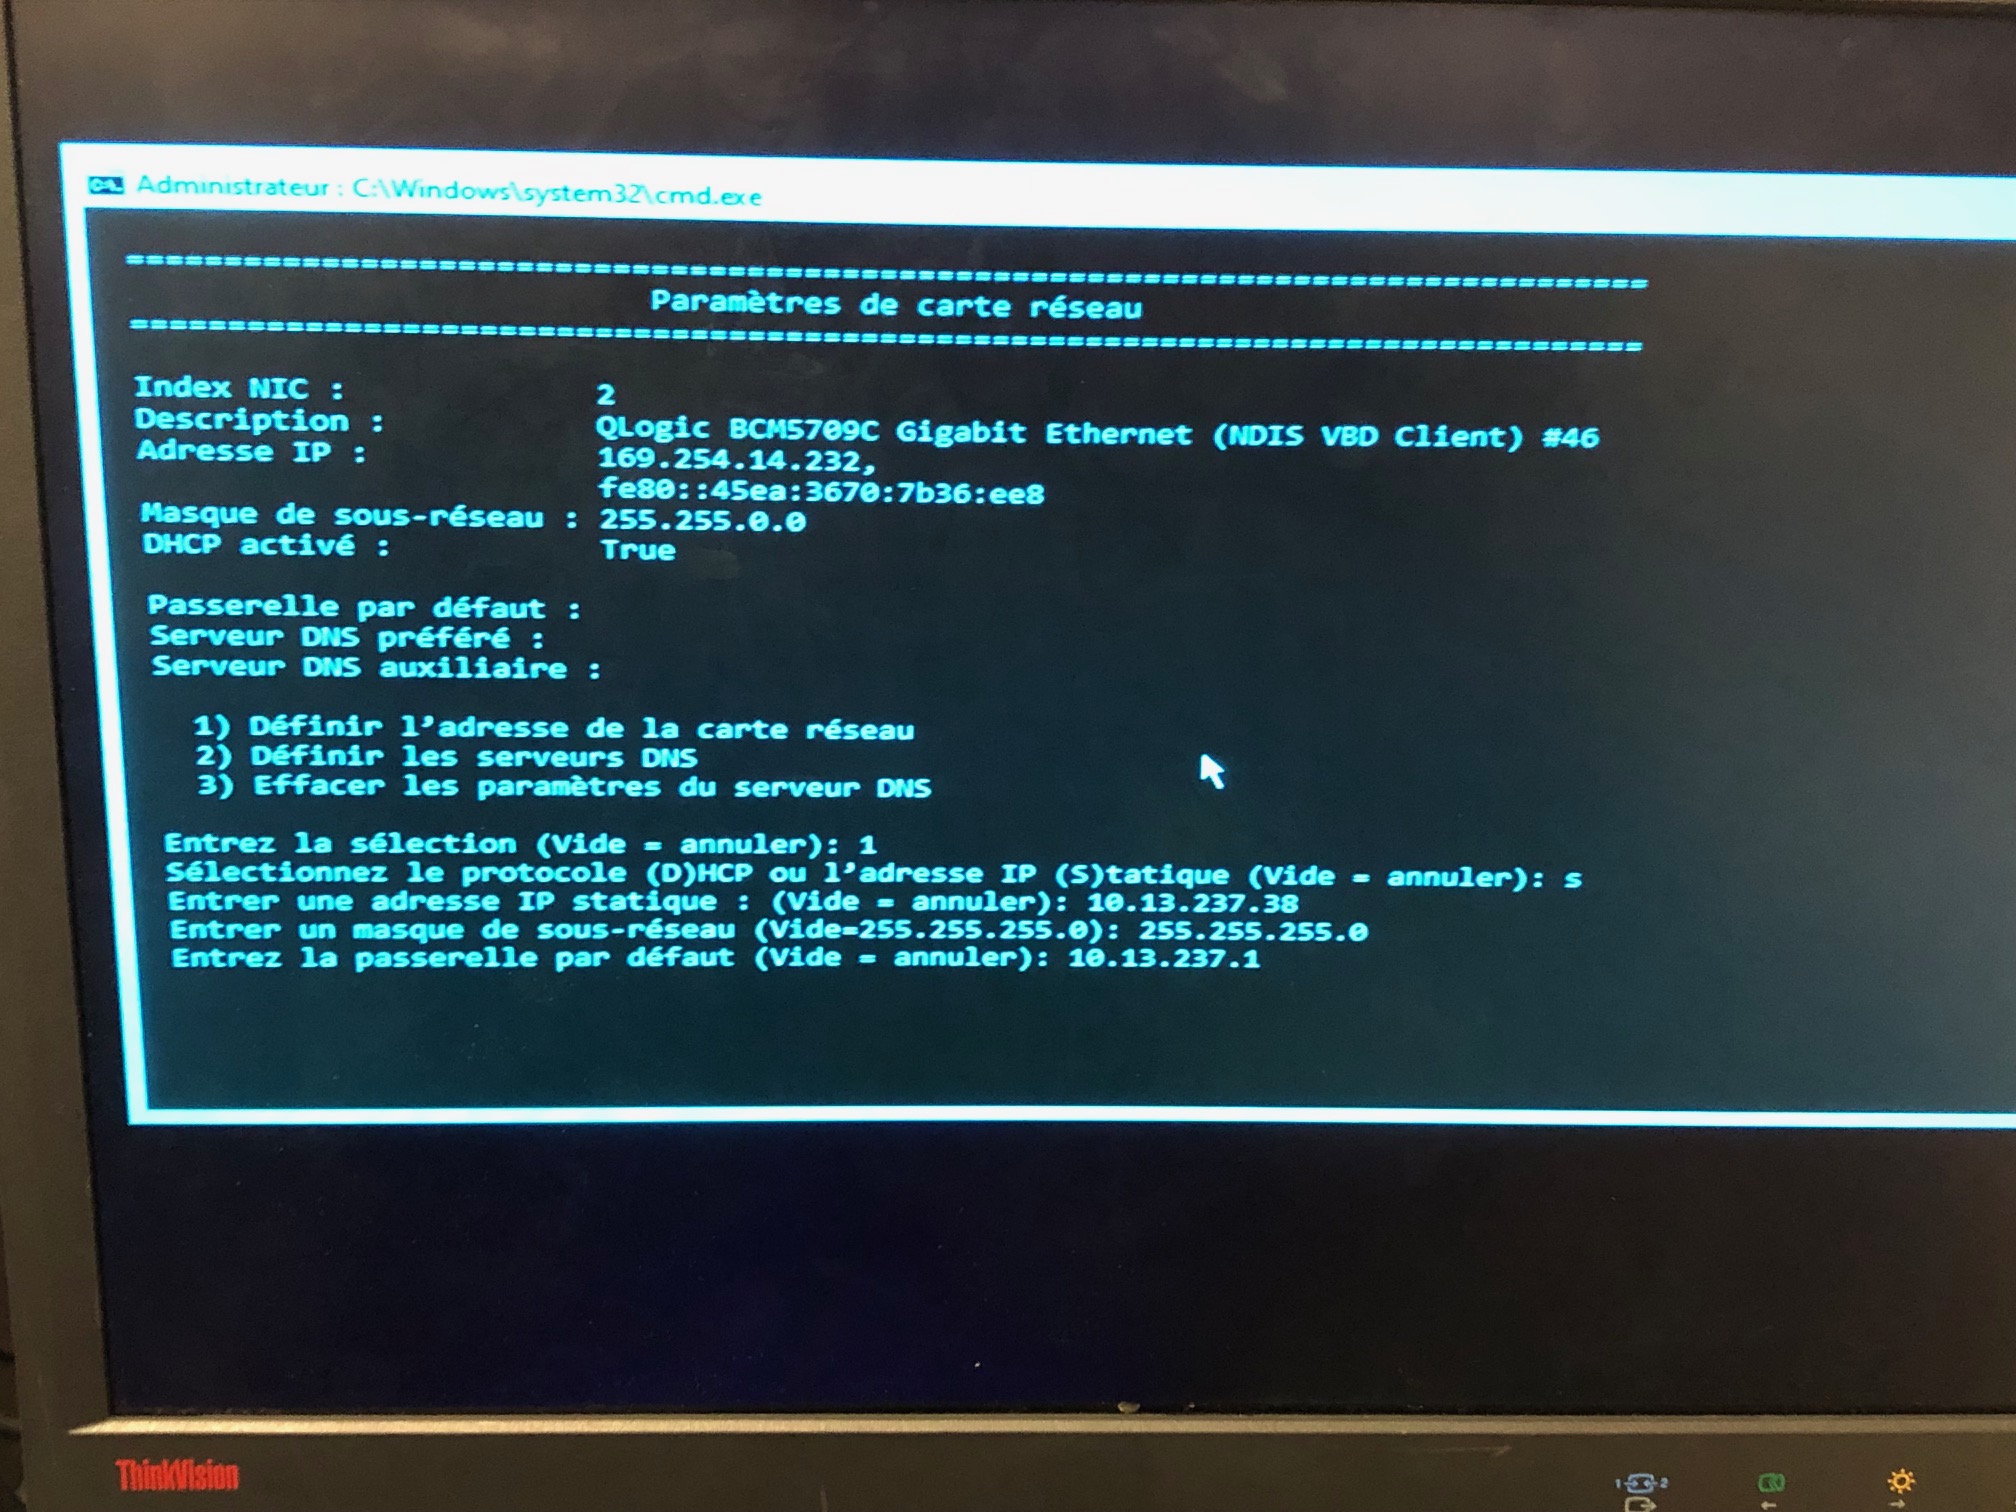 Administrateur : C:\Windows\system32\cmd.exe
===============================================================================
Paramètres de carte réseau
===============================================================================
Index NIC : 2
Description : QLogic BCM5709C Gigabit Ethernet (NDIS VBD Client) #46
Adresse IP : 169.254.14.232,
fe80::45ea:3670:7b36:ee8
Masque de sous-réseau : 255.255.0.0
DHCP activé : True
Passerelle par défaut :
Serveur DNS préféré :
Serveur DNS auxiliaire :
1) Définir l'adresse de la carte réseau
2) Définir les serveurs DNS
3) Effacer les paramètres du serveur DNS
Entrez la sélection (Vide = annuler): 1
Sélectionnez le protocole (D)HCP ou l'adresse IP (S)tatique (Vide = annuler): s
Entrer une adresse IP statique : (Vide = annuler): 10.13.237.38
Entrer un masque de sous-réseau (Vide=255.255.255.0): 255.255.255.0
Entrez la passerelle par défaut (Vide = annuler): 10.13.237.1
ThinkVision